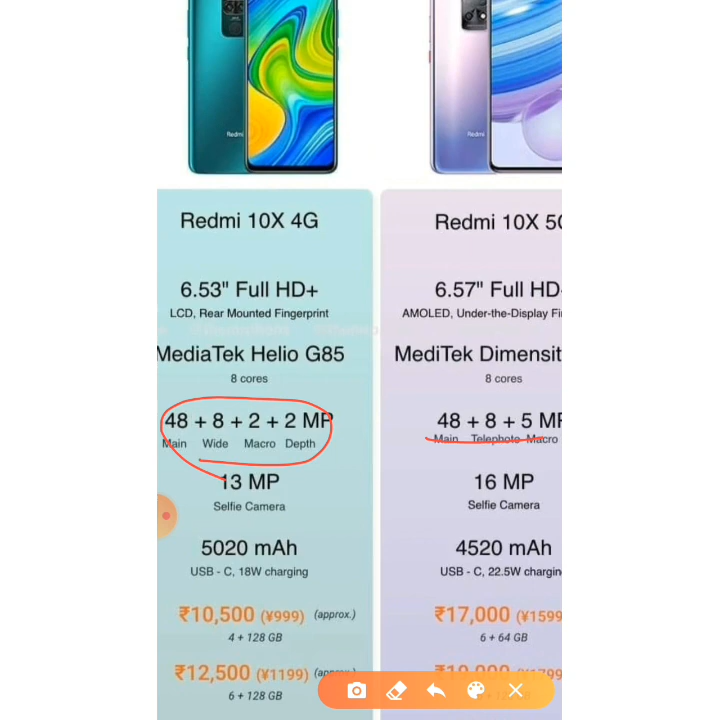 Redmi
Redmi
Redmi 10X 4G
Redmi 10X
6.53" Full HD+
LCD, Rear Mounted Fingerprint
6.57" Full HD
AMOLED, Under-the-Display
MediaTek Helio G85
8 cores
MediTek
8 cores
48 + 8 + 2 + 2 MP
Main Wide Macro Depth
48 + 8 + 5 MP
Main Telephoto Macro
13 MP
Selfie Camera
16 MP
Selfie Camera
5020 mAh
USB - C, 18W charging
4520 mAh
USB - C, 22.5W
₹10,500 (¥999) (approx.)
4 + 128 GB
₹17,000 (¥1599
6 + 64 GB
₹12,500 (¥1199)
6 + 128 GB